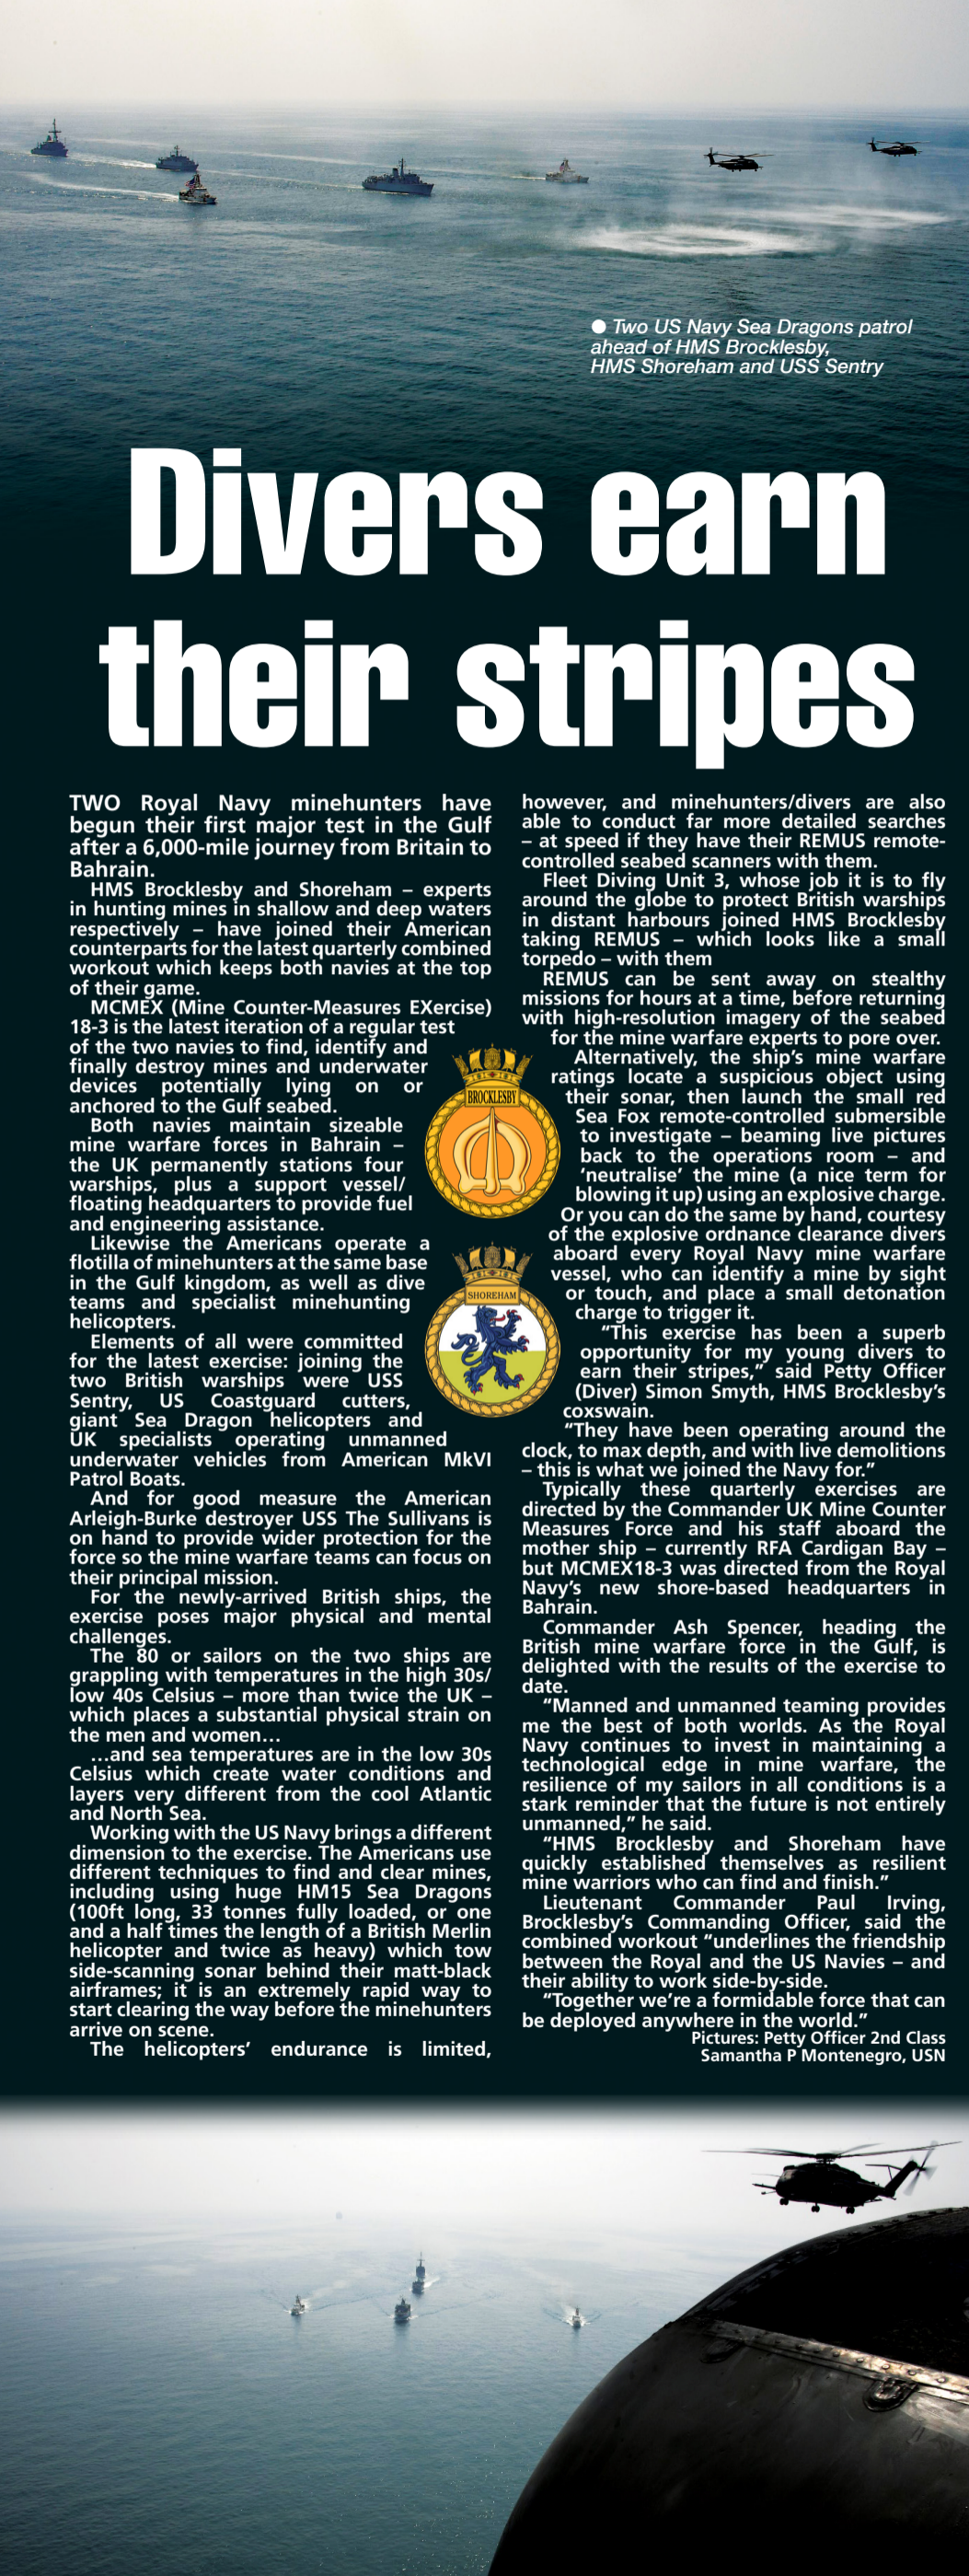 ● Two US Navy Sea Dragons patrol
ahead of HMS Brocklesby,
HMS Shoreham and USS Sentry
Divers earn
their stripes
TWO Royal Navy minehunters have
begun their first major test in the Gulf
after a 6,000-mile journey from Britain to
Bahrain.
HMS Brocklesby and Shoreham – experts
in hunting mines in shallow and deep waters
respectively – have joined their American
counterparts for the latest quarterly combined
workout which keeps both navies at the top
of their game.
MCMEX (Mine Counter-Measures EXercise)
18-3 is the latest iteration of a regular test
of the two navies to find, identify and
finally destroy mines and underwater
devices potentially lying on or
anchored to the Gulf seabed.
Both navies maintain sizeable
mine warfare forces in Bahrain –
the UK permanently stations four
warships, plus a support vessel/
floating headquarters to provide fuel
and engineering assistance.
Likewise the Americans operate a
flotilla of minehunters at the same base
in the Gulf kingdom, as well as dive
teams and specialist minehunting
helicopters.
Elements of all were committed
for the latest exercise: joining the
two British warships were USS
Sentry, US Coastguard cutters,
giant Sea Dragon helicopters and
UK specialists operating unmanned
underwater vehicles from American MkVI
Patrol Boats.
And for good measure the American
Arleigh-Burke destroyer USS The Sullivans is
on hand to provide wider protection for the
force so the mine warfare teams can focus on
their principal mission.
For the newly-arrived British ships, the
exercise poses major physical and mental
challenges.
The 80 or sailors on the two ships are
grappling with temperatures in the high 30s/
low 40s Celsius – more than twice the UK –
which places a substantial physical strain on
the men and women…
…and sea temperatures are in the low 30s
Celsius which create water conditions and
layers very different from the cool Atlantic
and North Sea.
Working with the US Navy brings a different
dimension to the exercise. The Americans use
different techniques to find and clear mines,
including using huge HM15 Sea Dragons
(100ft long, 33 tonnes fully loaded, or one
and a half times the length of a British Merlin
helicopter and twice as heavy) which tow
side-scanning sonar behind their matt-black
airframes; it is an extremely rapid way to
start clearing the way before the minehunters
arrive on scene.
The helicopters’ endurance is limited,
however, and minehunters/divers are also
able to conduct far more detailed searches
– at speed if they have their REMUS remote-
controlled seabed scanners with them.
Fleet Diving Unit 3, whose job it is to fly
around the globe to protect British warships
in distant harbours joined HMS Brocklesby
taking REMUS – which looks like a small
torpedo – with them
REMUS can be sent away on stealthy
missions for hours at a time, before returning
with high-resolution imagery of the seabed
for the mine warfare experts to pore over.
Alternatively, the ship’s mine warfare
ratings locate a suspicious object using
their sonar, then launch the small red
Sea Fox remote-controlled submersible
to investigate – beaming live pictures
back to the operations room – and
‘neutralise’ the mine (a nice term for
blowing it up) using an explosive charge.
Or you can do the same by hand, courtesy
of the explosive ordnance clearance divers
aboard every Royal Navy mine warfare
vessel, who can identify a mine by sight
or touch, and place a small detonation
charge to trigger it.
“This exercise has been a superb
opportunity for my young divers to
earn their stripes,” said Petty Officer
(Diver) Simon Smyth, HMS Brocklesby’s
coxswain.
“They have been operating around the
clock, to max depth, and with live demolitions
– this is what we joined the Navy for.”
Typically these quarterly exercises are
directed by the Commander UK Mine Counter
Measures Force and his staff aboard the
mother ship – currently RFA Cardigan Bay –
but MCMEX18-3 was directed from the Royal
Navy’s new shore-based headquarters in
Bahrain.
Commander Ash Spencer, heading the
British mine warfare force in the Gulf, is
delighted with the results of the exercise to
date.
“Manned and unmanned teaming provides
me the best of both worlds. As the Royal
Navy continues to invest in maintaining a
technological edge in mine warfare, the
resilience of my sailors in all conditions is a
stark reminder that the future is not entirely
unmanned,” he said.
“HMS Brocklesby and Shoreham have
quickly established themselves as resilient
mine warriors who can find and finish.”
Lieutenant Commander Paul Irving,
Brocklesby’s Commanding Officer, said the
combined workout “underlines the friendship
between the Royal and the US Navies – and
their ability to work side-by-side.
“Together we’re a formidable force that can
be deployed anywhere in the world.”
Pictures: Petty Officer 2nd Class
Samantha P Montenegro, USN
BROCKLESBY
SHOREHAM